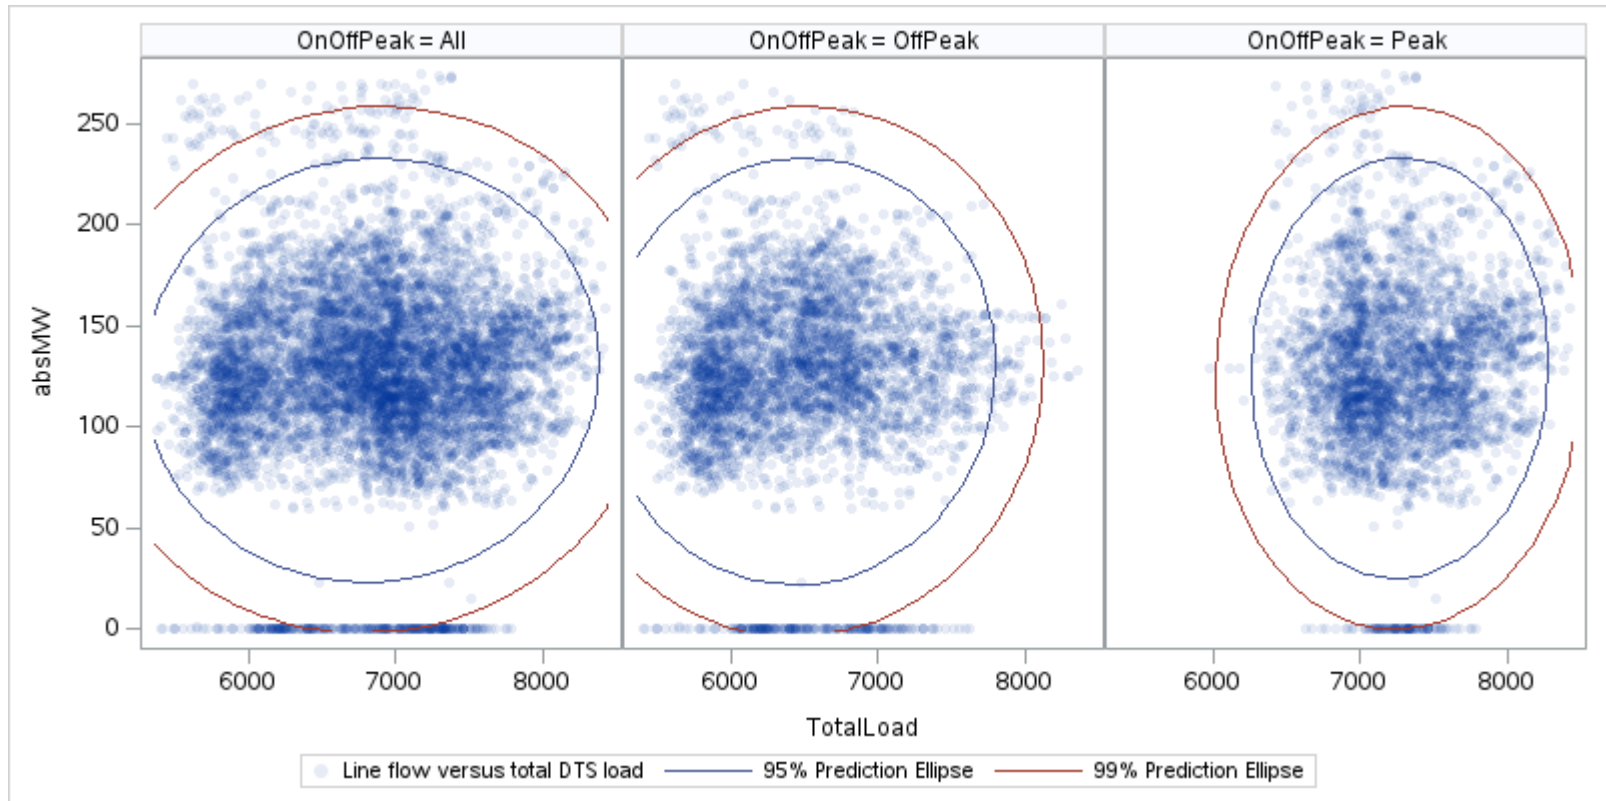 OnOffPeak = All
OnOffPeak = OffPeak
OnOffPeak = Peak
absMW
250
200
150
100
50
0
6000 7000 8000
6000 7000 8000
6000 7000 8000
TotalLoad
Line flow versus total DTS load 95% Prediction Ellipse 99% Prediction Ellipse